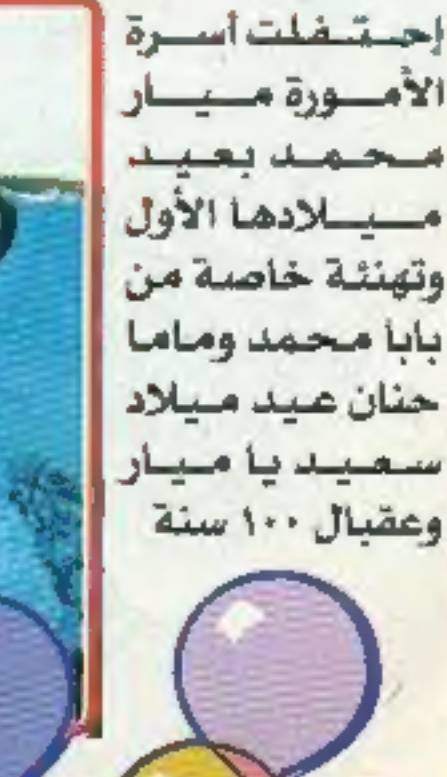 إحتفلت أسرة
الأمورة ميار
محمد بعيد
ميلادها الأول
وتهنئة خاصة من
بابا محمد وماما
حنان عيد ميلاد
سعيد يا ميار
وعقبال ١٠٠ سنة